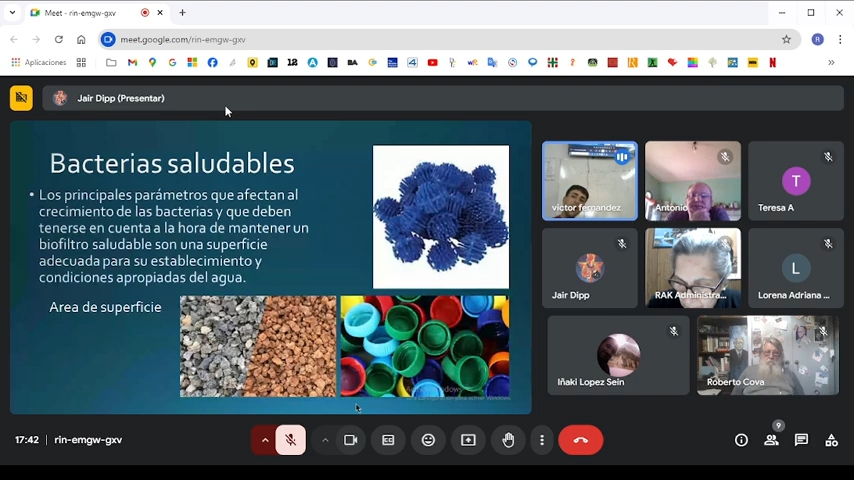 Meet - rin-emgw-gxv
meet.google.com/rin-emgw-gxv
R
Aplicaciones
12
BA
Jair Dipp (Presentar)
Bacterias saludables
• Los principales parámetros que afectan al
crecimiento de las bacterias y que deben
tenerse en cuenta a la hora de mantener un
biofiltro saludable son una superficie
adecuada para su establecimiento y
condiciones apropiadas del agua.
Area de superficie
victor fernandez
Antonio
T
Teresa A
Jair Dipp
RAK Administra...
L
Lorena Adriana ...
Iñaki Lopez Sein
Roberto Cova
17:42
rin-emgw-gxv
9